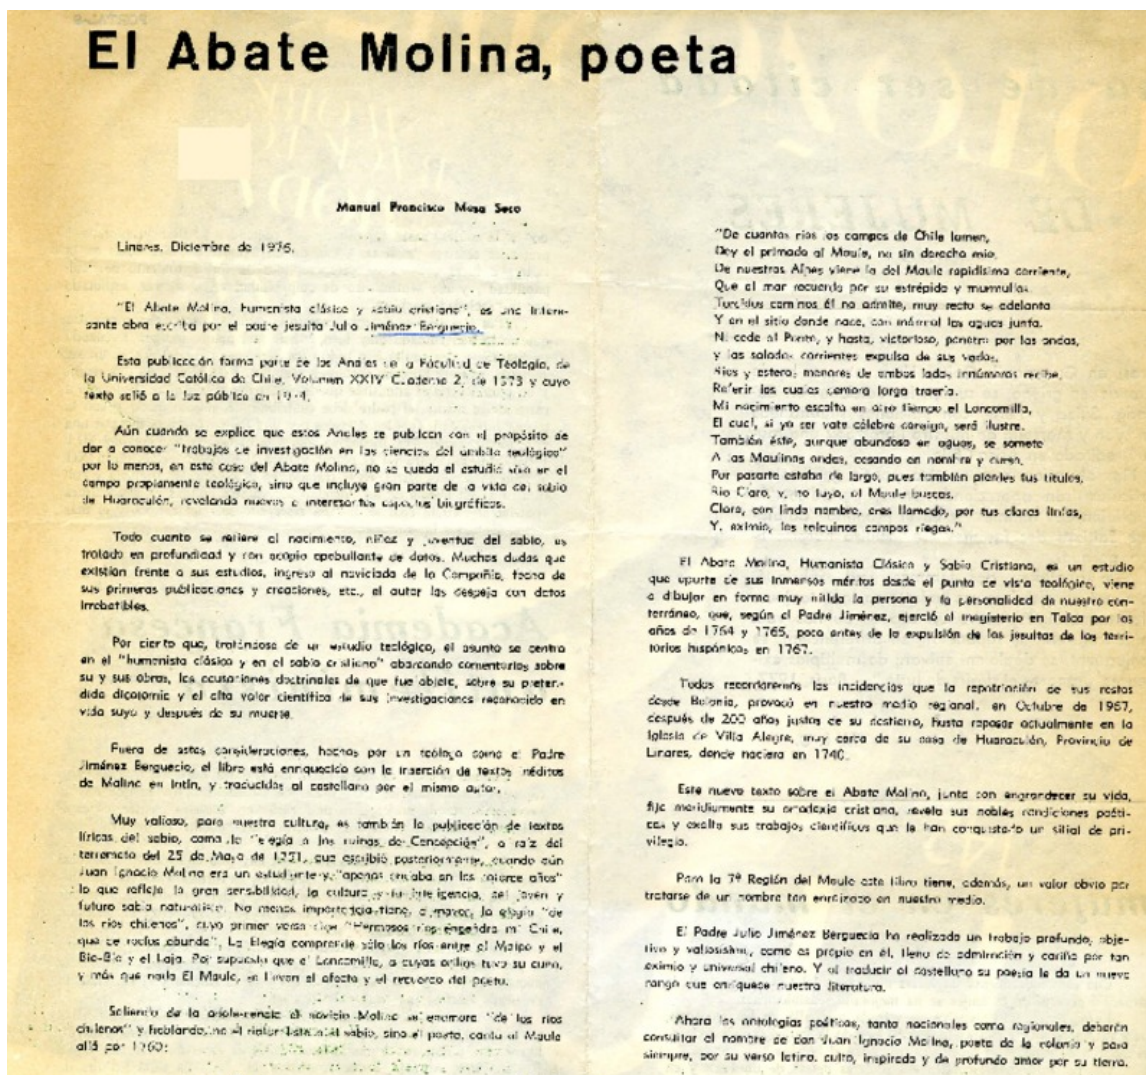 El Abate Molina, poeta
Manuel Francisco Mesa Seco
Linares, Diciembre de 1975.
"El Abate Molina, humanista clásico y sabio cristiano", es una intere-
sante obra escrita por el padre jesuita Julio Jiménez Berguecio.
Esta publicación forma parte de los Anales de la Facultad de Teología, de
la Universidad Católica de Chile, Volumen XXIV Cuaderno 2, de 1973 y cuyo
texto salió a la luz pública en 1974.
Aún cuando se explica que estos Anales se publican con el propósito de
dar a conocer "trabajos de investigación en las ciencias del ámbito teológico"
por lo menos, en este caso del Abate Molina, no se queda el estudio sólo en el
campo propiamente teológico, sino que incluye gran parte de la vida del sabio
de Huaraculén, revelando nuevos e interesantes aspectos biográficos.
Todo cuanto se refiere al nacimiento, niñez y juventud del sabio, es
tratado en profundidad y con acopio apabullante de datos. Muchas dudas que
existían frente a sus estudios, ingreso al noviciado de la Compañía, fecha de
sus primeras publicaciones y creaciones, etc., el autor las despeja con datos
irrebatibles.
Por cierto que, tratándose de un estudio teológico, el asunto se centra
en el "humanista clásico y en el sabio cristiano" abarcando comentarios sobre
su y sus obras, las acusaciones doctrinales de que fue objeto, sobre su preten-
dida dicotomía y el alto valor científico de sus investigaciones reconocido en
vida suya y después de su muerte.
Fuera de estas consideraciones, hechas por un teólogo como el Padre
Jiménez Berguecio, el libro está enriquecido con la inserción de textos inéditos
de Molina en latín, y traducidos al castellano por el mismo autor.
Muy valioso, para nuestra cultura, es también la publicación de textos
líricos del sabio, como la "elegía a las ruinas de Concepción", a raíz del
terremoto del 25 de Mayo de 1751, que escribió posteriormente, cuando aún
Juan Ignacio Molina era un estudiante y "apenas entraba en los catorce años"
lo que refleja la gran sensibilidad, la cultura y la inteligencia del joven y
futuro sabio naturalista. No menos importancia tiene, a mayor, la elegía "de
los ríos chilenos", cuyo primer verso dice "Hermosos ríos engendra mi Chile,
que de rocíos abunda". La Elegía comprende sólo los ríos entre el Maipo y el
Bío-Bío y el Laja. Por supuesto que el Loncomilla, a cuyas orillas tuvo su cuna,
y más que nada El Maule, se llevan el afecto y el recuerdo del poeta.
Saliendo de la adolescencia el novicio Molina se enamora "de los ríos
chilenos" y hablando, no el naturalista ni el sabio, sino el poeta, canta al Maule
allá por 1760:
"De cuantos ríos los campos de Chile lamen,
Doy el primado al Maule, no sin derecho mío.
De nuestros Alpes viene la del Maule rapidísima corriente,
Que al mar recuerda por su estrépido y murmullos.
Torcidos caminos él no admite, muy recto se adelanta
Y en el sitio donde nace, con mármol las aguas junta.
Ni cede al Ponto, y hasta, victorioso, penetra por las ondas,
y las saladas corrientes expulsa de sus vados.
Ríos y esteros menores de ambos lados innúmeros recibe,
Referir los cuales demora larga traería.
Mi nacimiento escolta en otro tiempo el Loncomilla,
El cual, si yo ser vate célebre consigo, será ilustre.
También éste, aunque abundoso en aguas, se somete
A las Maulinas ondas, cesando en nombre y curso.
Por pasarte estaba de largo, pues también pierdes tus títulos,
Río Claro, y, no tuyo, al Maule buscas.
Claro, con lindo nombre, eres llamado, por tus claras linfas,
Y, eximio, los talquinos campos riegas."
El Abate Molina, Humanista Clásico y Sabio Cristiano, es un estudio
que aparte de sus inmensos méritos desde el punto de vista teológico, viene
a dibujar en forma muy nítida la persona y la personalidad de nuestro con-
terráneo, que, según el Padre Jiménez, ejerció el magisterio en Talca por los
años de 1764 y 1765, poco antes de la expulsión de los jesuitas de los terri-
torios hispánicos en 1767.
Todos recordaremos las incidencias que la repatriación de sus restos
desde Bolonia, provocó en nuestro medio regional, en Octubre de 1967,
después de 200 años justos de su destierro, hasta reposar actualmente en la
Iglesia de Villa Alegre, muy cerca de su casa de Huaraculén, Provincia de
Linares, donde naciera en 1740.
Este nuevo texto sobre el Abate Molina, junto con engrandecer su vida,
fija meridianamente su ortodoxia cristiana, revela sus nobles condiciones poéti-
cas y exalta sus trabajos científicos que le han conquistado un sitial de pri-
vilegio.
Para la 7ª Región del Maule este libro tiene, además, un valor obvio por
tratarse de un hombre tan enraizado en nuestro medio.
El Padre Julio Jiménez Berguecio ha realizado un trabajo profundo, obje-
tivo y valiosísimo, como es propio en él, lleno de admiración y cariño por tan
eximio y universal chileno. Y al traducir al castellano su poesía le da un nuevo
rango que enriquece nuestra literatura.
Ahora las antologías poéticas, tanto nacionales como regionales, deberán
consultar el nombre de don Juan Ignacio Molina, poeta de la colonia y para
siempre, por su verso latino, culto, inspirado y de profundo amor por su tierra.